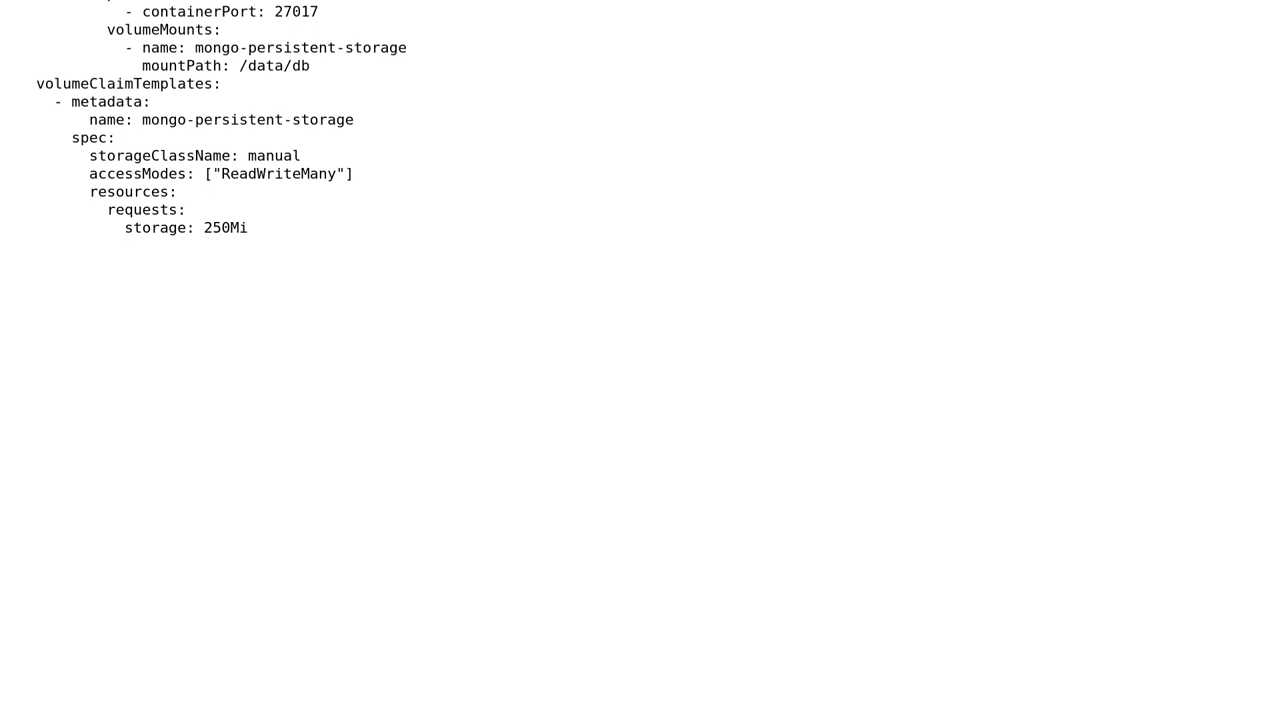 - containerPort: 27017
volumeMounts:
- name: mongo-persistent-storage
mountPath: /data/db
volumeClaimTemplates:
- metadata:
name: mongo-persistent-storage
spec:
storageClassName: manual
accessModes: ["ReadWriteMany"]
resources:
requests:
storage: 250Mi